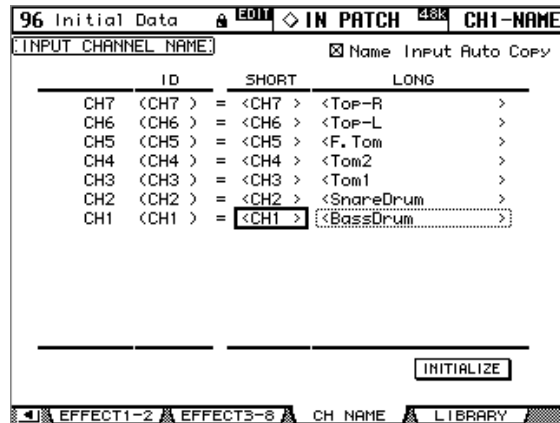 96 Initial Data EDIT ◇ IN PATCH 48K CH1-NAME
INPUT CHANNEL NAME
☒ Name Input Auto Copy
ID SHORT LONG
CH7 (CH7 ) = <CH7 > <Top-R >
CH6 (CH6 ) = <CH6 > <Top-L >
CH5 (CH5 ) = <CH5 > <F.Tom >
CH4 (CH4 ) = <CH4 > <Tom2 >
CH3 (CH3 ) = <CH3 > <Tom1 >
CH2 (CH2 ) = <CH2 > <SnareDrum >
CH1 (CH1 ) = <CH1 > <BassDrum >
INITIALIZE
EFFECT1-2 EFFECT3-8 CH NAME LIBRARY